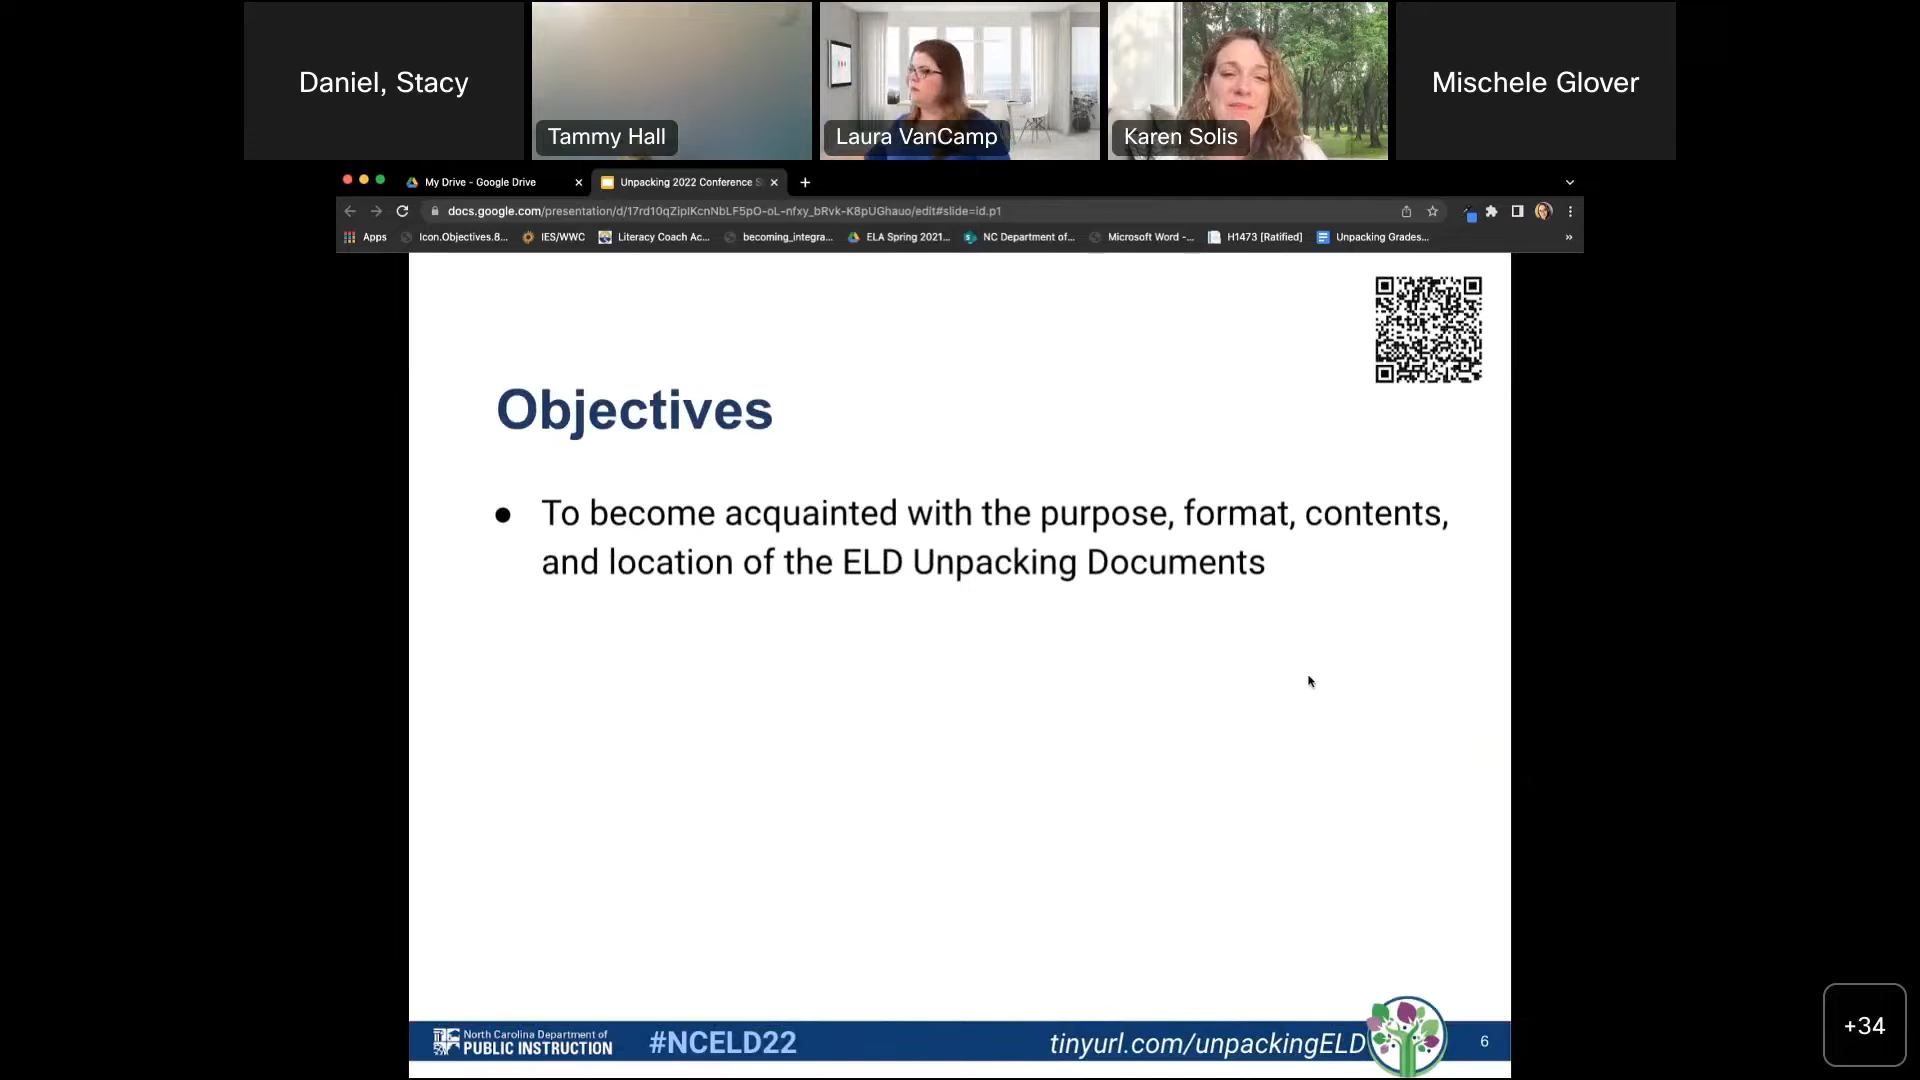 Daniel, Stacy
Tammy Hall
Laura VanCamp
Karen Solis
Mischele Glover
My Drive - Google Drive
Unpacking 2022 Conference S
docs.google.com/presentation/d/17rd10qZipIKcnNbLF5pO-oL-nfxy_bRvk-K8pUGhauo/edit#slide=id.p1
Apps Icon.Objectives.8... IES/WWC Literacy Coach Ac... becoming_integra... ELA Spring 2021... NC Department of... Microsoft Word -... H1473 [Ratified] Unpacking Grades... »
Objectives
● To become acquainted with the purpose, format, contents,
and location of the ELD Unpacking Documents
North Carolina Department of
PUBLIC INSTRUCTION
#NCELD22
tinyurl.com/unpackingELD
6
+34